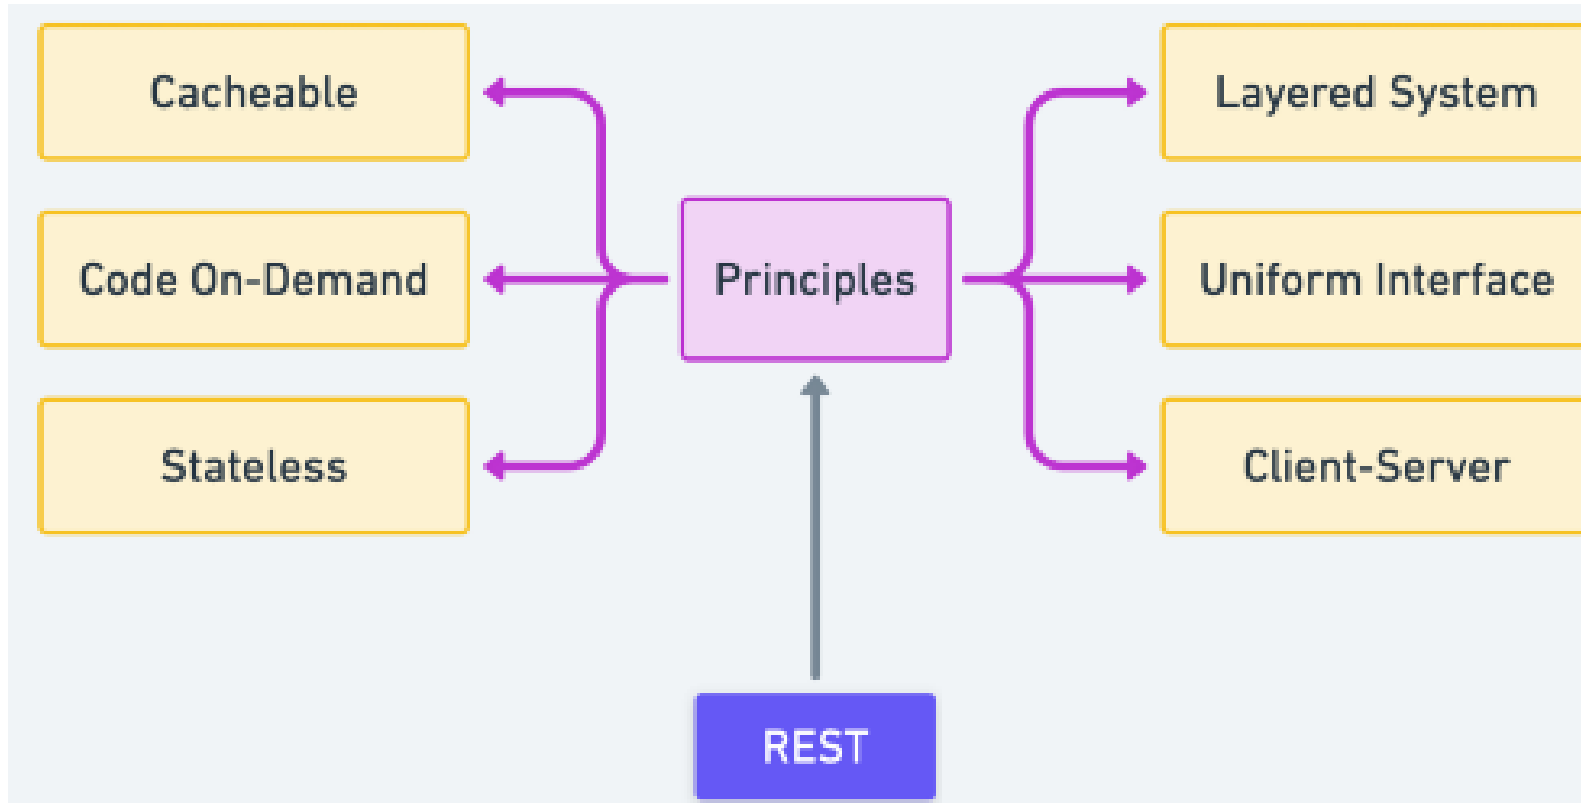 Cacheable
Layered System
Code On-Demand
Principles
Uniform Interface
Stateless
Client-Server
REST